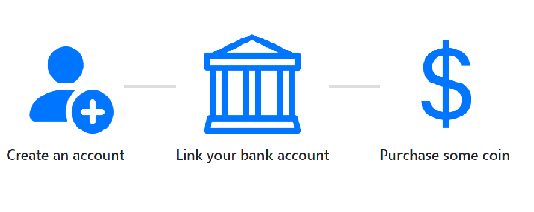 Create an account
Link your bank account
Purchase some coin